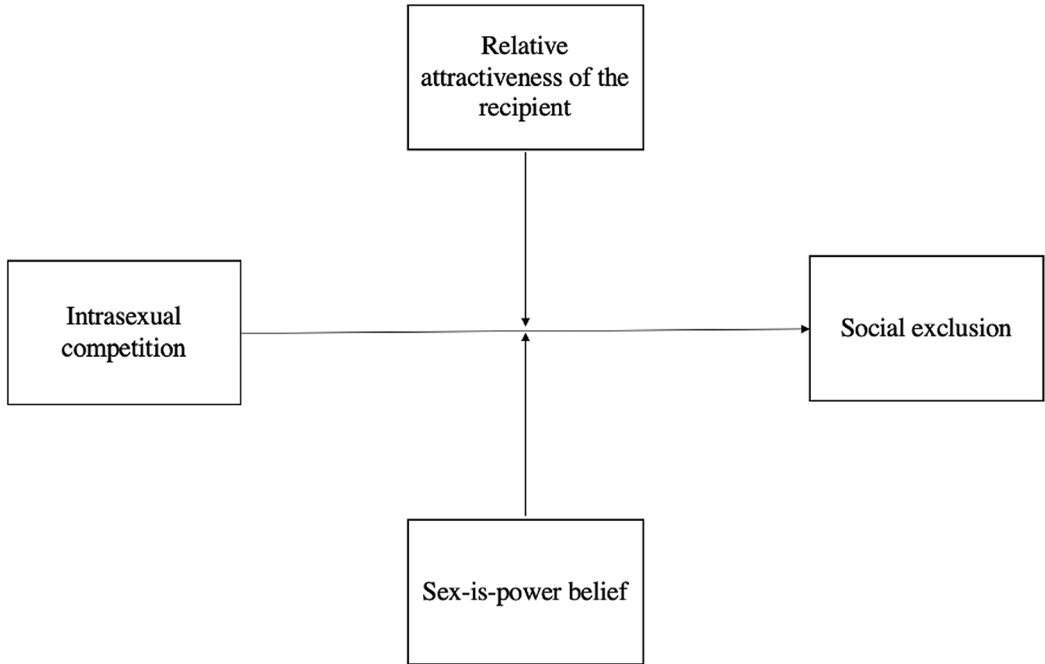 Relative
attractiveness of the
recipient
Intrasexual
competition
Social exclusion
Sex-is-power belief